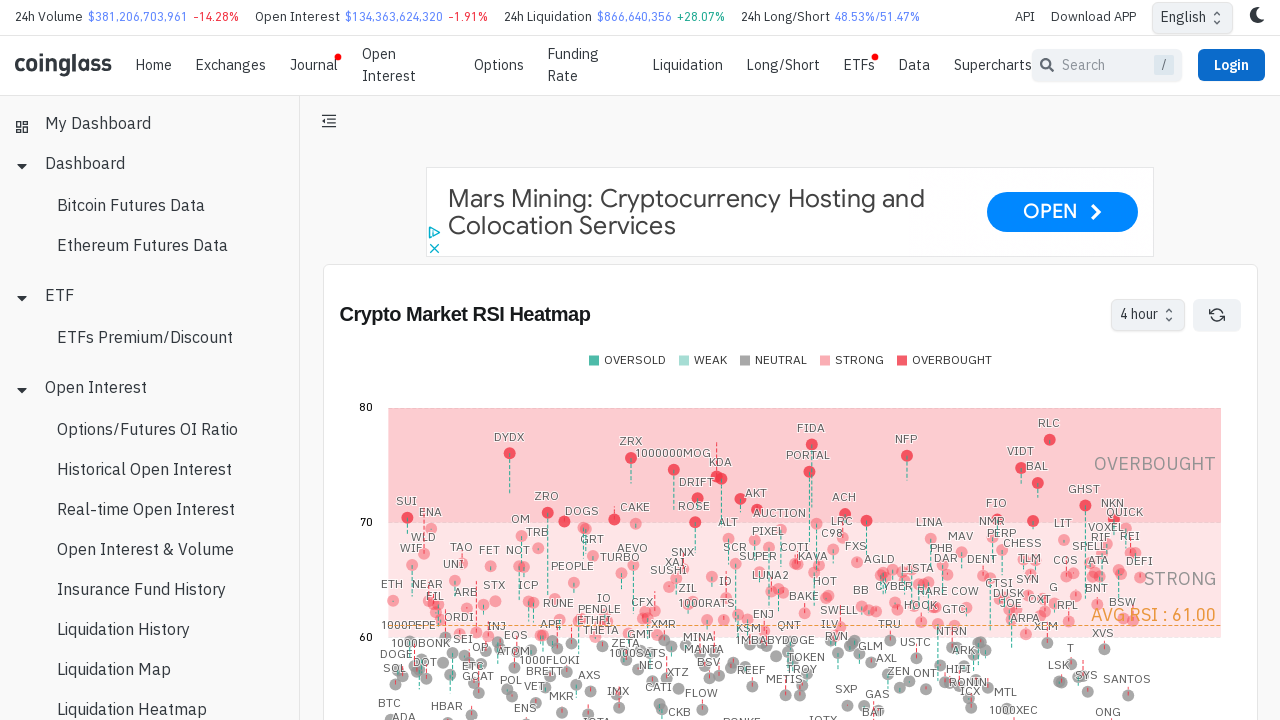 24h Volume $381,206,703,961 -14.28% Open Interest $134,363,624,320 -1.91% 24h Liquidation $866,640,356 +28.07% 24h Long/Short 48.53%/51.47% API Download APP English
coinglass Home Exchanges Journal Open Interest Options Funding Rate Liquidation Long/Short ETFs Data Supercharts Search / Login
My Dashboard
Dashboard
Bitcoin Futures Data
Ethereum Futures Data
ETF
ETFs Premium/Discount
Open Interest
Options/Futures OI Ratio
Historical Open Interest
Real-time Open Interest
Open Interest & Volume
Insurance Fund History
Liquidation History
Liquidation Map
Liquidation Heatmap
Mars Mining: Cryptocurrency Hosting and
Colocation Services
OPEN
Crypto Market RSI Heatmap
4 hour
OVERSOLD WEAK NEUTRAL STRONG OVERBOUGHT
80
RLC
FIDA
DYDX ZRX NFP
1000000MOG PORTAL VIDT
KDA BAL OVERBOUGHT
DRIFT GHST
SUI ZRO AKT ACH
ENA DOGS CAKE ROSE AUCTION FIO NKN QUICK
70
OM ALT LRC LINA NMR LIT VOXEL
WLD TRB GRT PIXEL C98 MAV PERP RIF REI
WIFI TAO FET NOT AEVO SNX SCR COTI FXS PHB CHESS SPELL
UNI PEOPLE TURBO XAI SUPER KAVA AGLD DAR DENT TLM COS ATA DEFI
SUSHI LUNA2 LISTA SYN STRONG
ETH NEAR STX ICP ID HOT CYBER CTSI G BNT
FIL ARB RUNE IO ZIL 1000RATS BAKE BB RARE COW DUSK OXT RPL BSW
ORDI PENDLE CFX ENJ SWELL HOOK GTC JOE
1000PEPE INJ APE ETHFI XMR QNT ILV TRU ARPA XEM AVG RSI : 61.00
60
1000BONK SEI EOS THETA GMT MINA KSM 1MBABYDOGE RVN USTC NTRN XVS
DOGE OP ATOM ZETA 1000SATS MANTA TOKEN GLM ARK T
SOL DOT ETC 1000FLOKI NEO BSV TROY AXL HIFI LSK
GOAT POL BRETT AXS XTZ REEF METIS ZEN ONT RONIN SYS SANTOS
BTC HBAR VET MKR IMX CATI FLOW SXP GAS ICX MTL
ADA ENS CKB BAT 1000XEC ONG